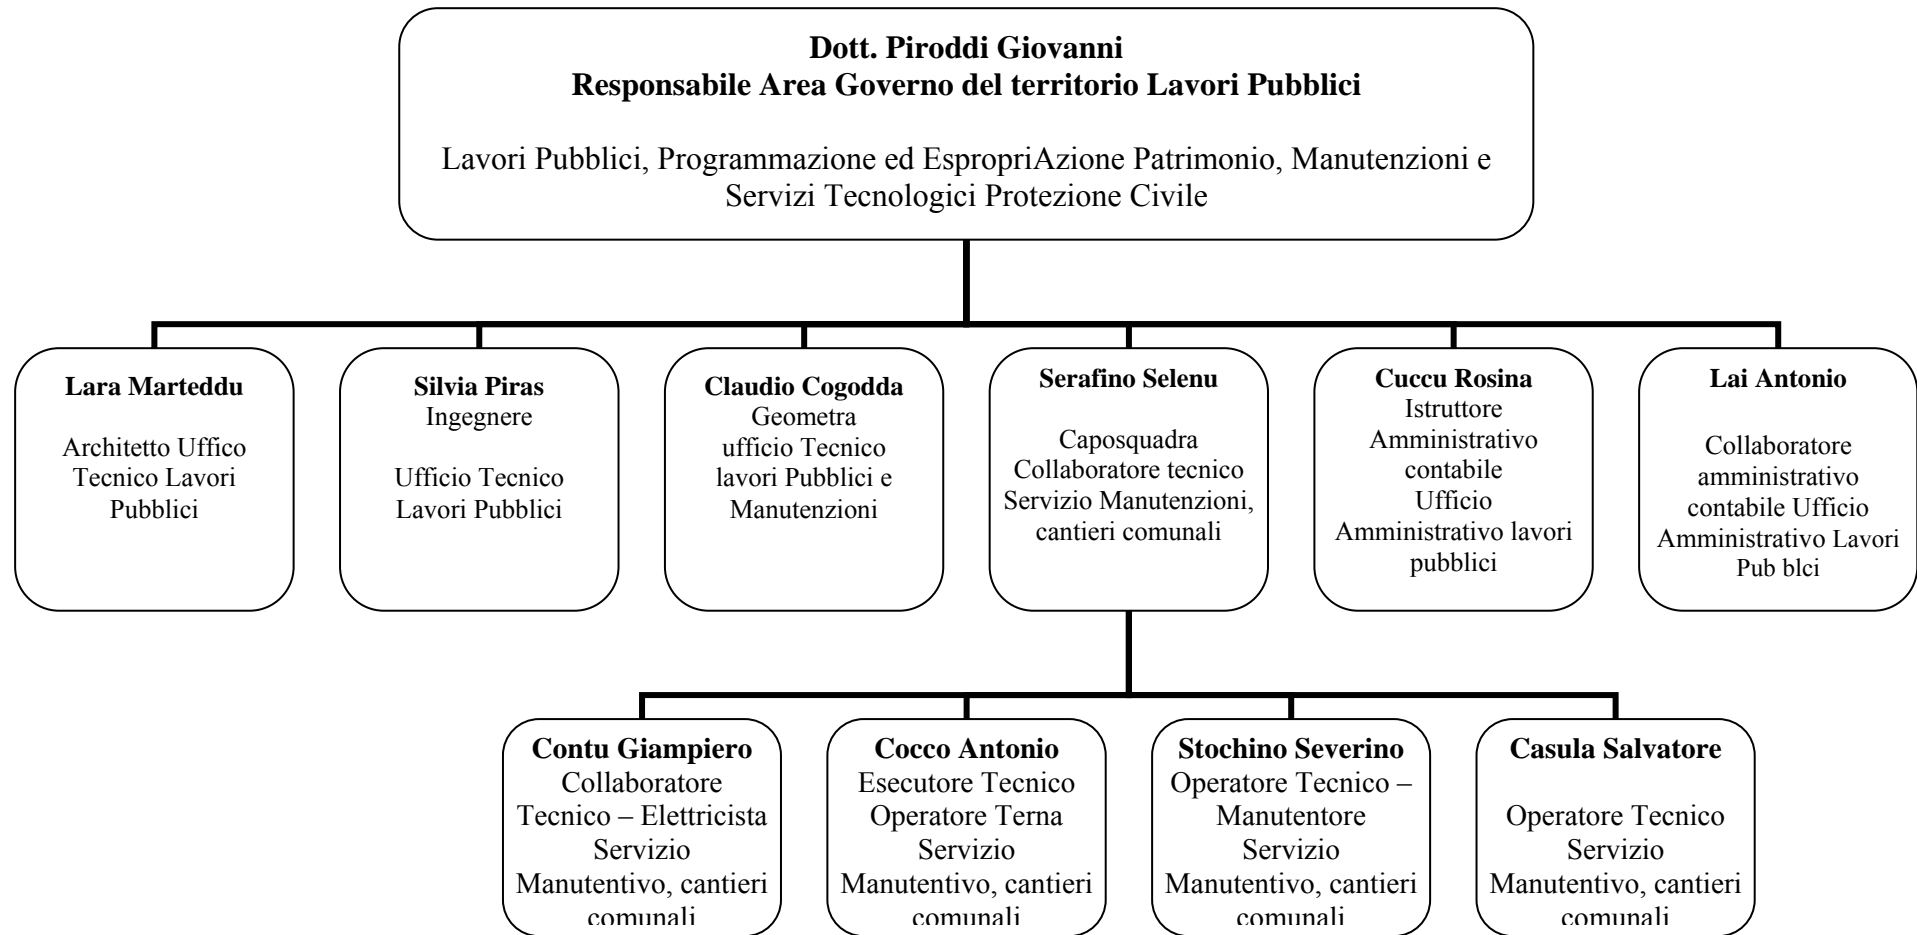 Dott. Piroddi Giovanni
Responsabile Area Governo del territorio Lavori Pubblici
Lavori Pubblici, Programmazione ed EspropriAzione Patrimonio, Manutenzioni e
Servizi Tecnologici Protezione Civile
Lara Marteddu
Architetto Uffico
Tecnico Lavori
Pubblici
Silvia Piras
Ingegnere
Ufficio Tecnico
Lavori Pubblici
Claudio Cogodda
Geometra
ufficio Tecnico
lavori Pubblici e
Manutenzioni
Serafino Selenu
Caposquadra
Collaboratore tecnico
Servizio Manutenzioni,
cantieri comunali
Cuccu Rosina
Istruttore
Amministrativo
contabile
Ufficio
Amministrativo lavori
pubblici
Lai Antonio
Collaboratore
amministrativo
contabile Ufficio
Amministrativo Lavori
Pub blci
Contu Giampiero
Collaboratore
Tecnico – Elettricista
Servizio
Manutentivo, cantieri
comunali
Cocco Antonio
Esecutore Tecnico
Operatore Terna
Servizio
Manutentivo, cantieri
comunali
Stochino Severino
Operatore Tecnico –
Manutentore
Servizio
Manutentivo, cantieri
comunali
Casula Salvatore
Operatore Tecnico
Servizio
Manutentivo, cantieri
comunali